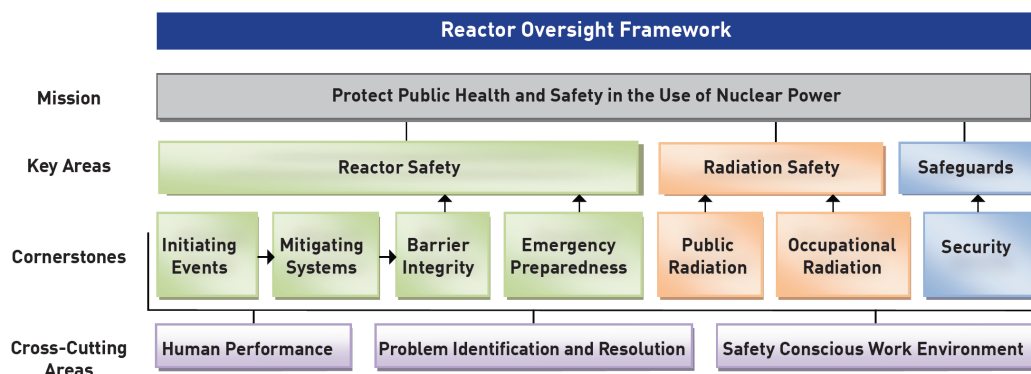 Reactor Oversight Framework
Mission
Protect Public Health and Safety in the Use of Nuclear Power
Key Areas
Reactor Safety
Radiation Safety
Safeguards
Cornerstones
Initiating
Events
Mitigating
Systems
Barrier
Integrity
Emergency
Preparedness
Public
Radiation
Occupational
Radiation
Security
Cross-Cutting
Areas
Human Performance
Problem Identification and Resolution
Safety Conscious Work Environment